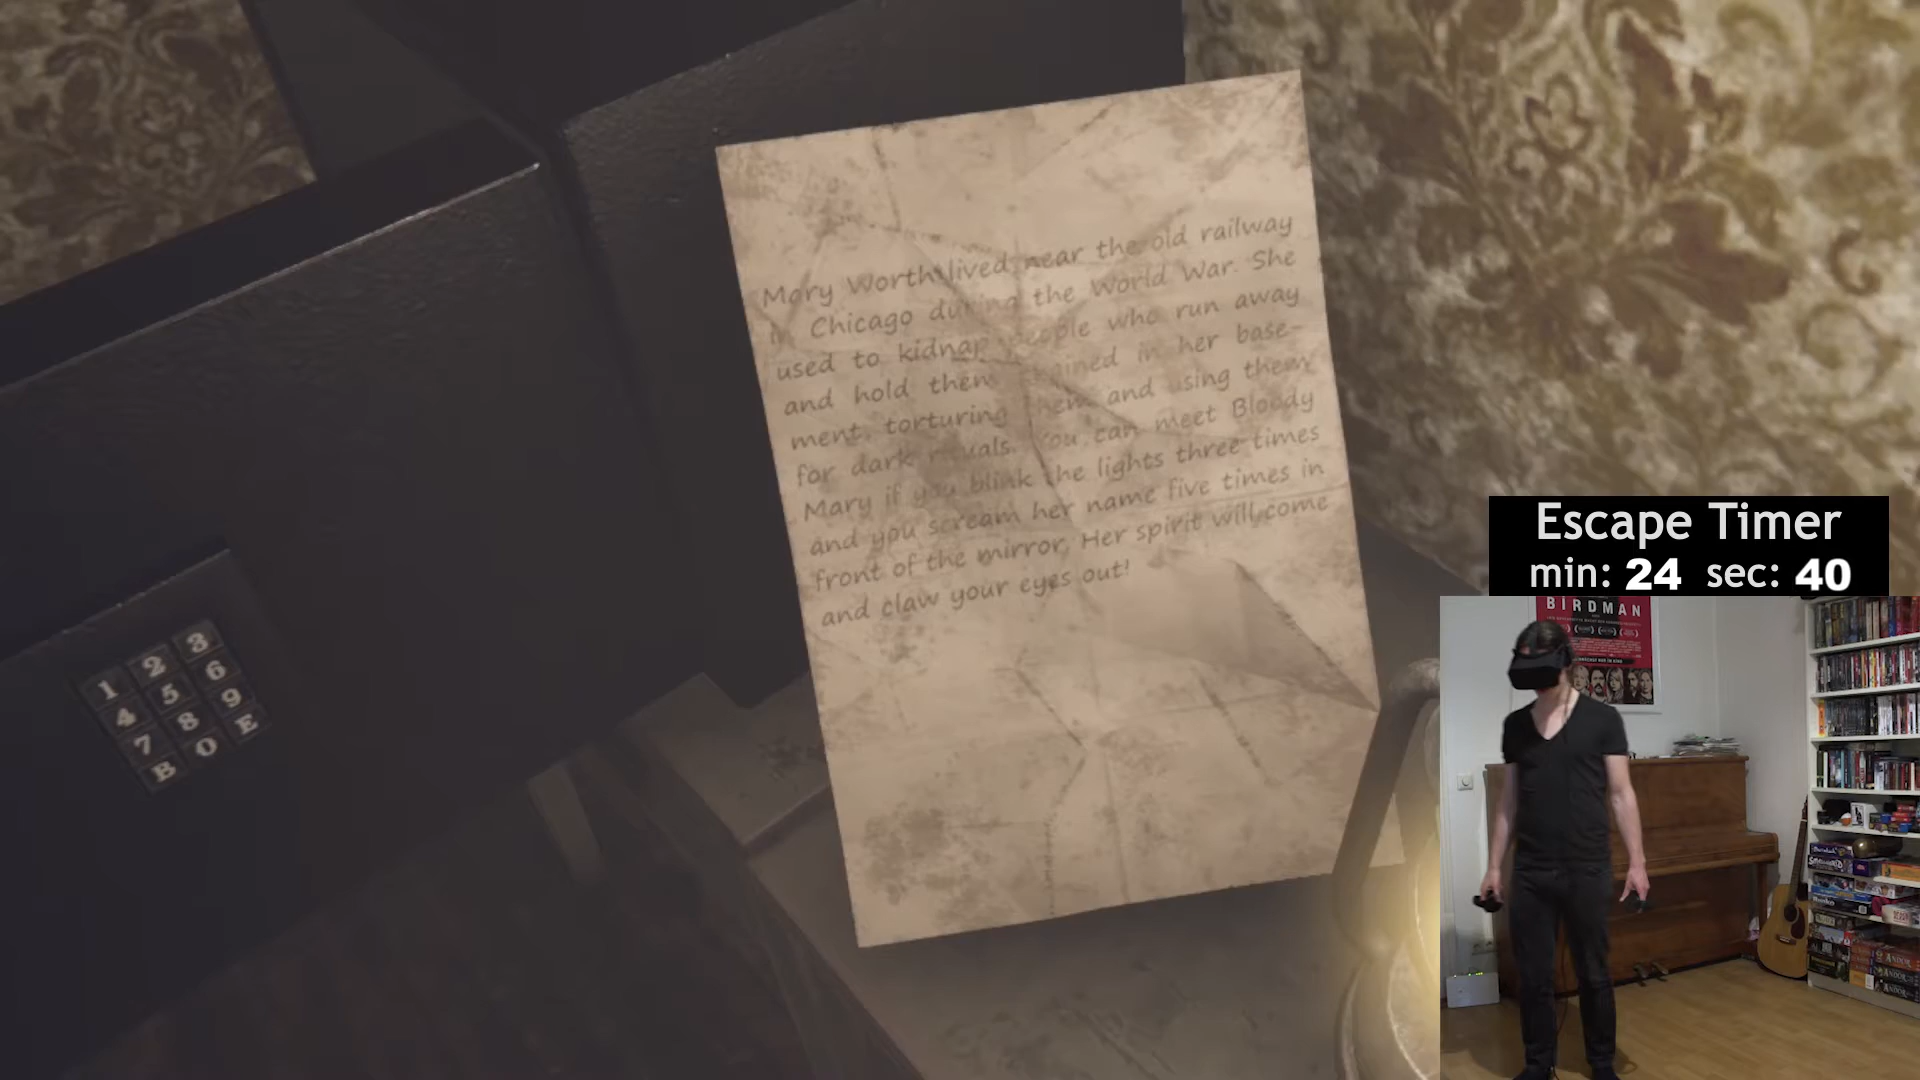 Mary Worth lived near the old railway
in Chicago during the World War. She
used to kidnap people who run away
and hold them chained in her base-
ment, torturing them and using them
for dark rituals. You can meet Bloody
Mary if you blink the lights three times
and you scream her name five times in
front of the mirror. Her spirit will come
and claw your eyes out!
1 2 3
4 5 6
7 8 9
B 0 E
Escape Timer
min: 24 sec: 40
BIRDMAN